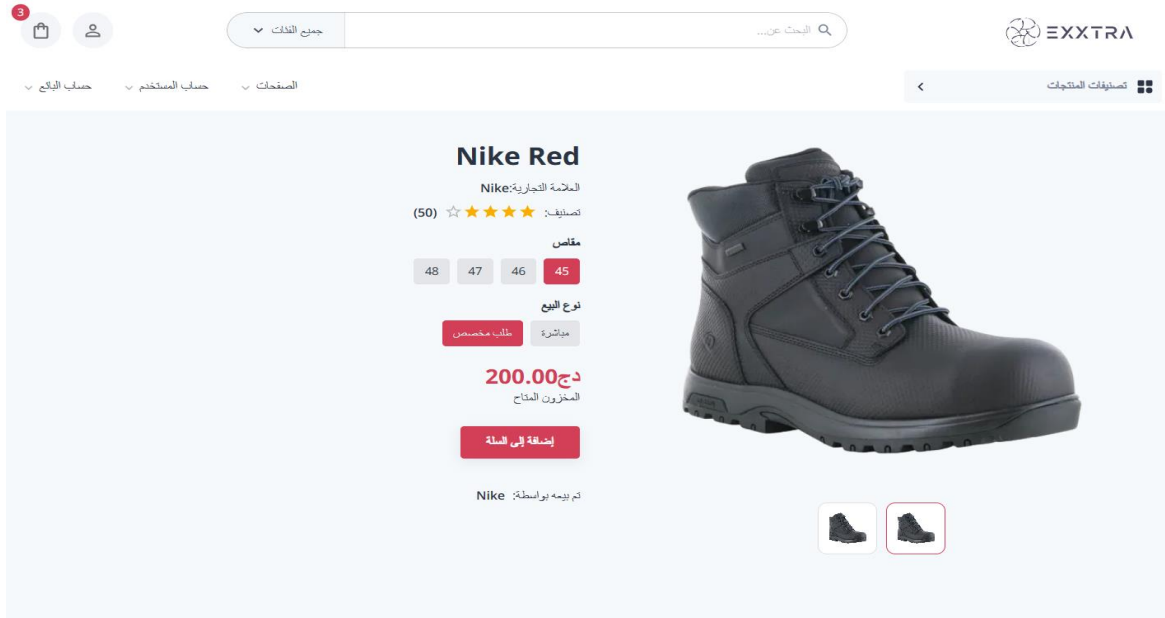 EXXTRA
البحث عن...
جميع الفئات
3
تصنيفات المنتجات
الصفحات
حساب المستخدم
حساب البائع
Nike Red
العلامة التجارية:Nike
تصنيف: (50)
مقاص
45 46 47 48
نوع البيع
مباشرة طلب مخصص
دج200.00
المخزون المتاح
إضافة إلى السلة
تم بيعه بواسطة: Nike